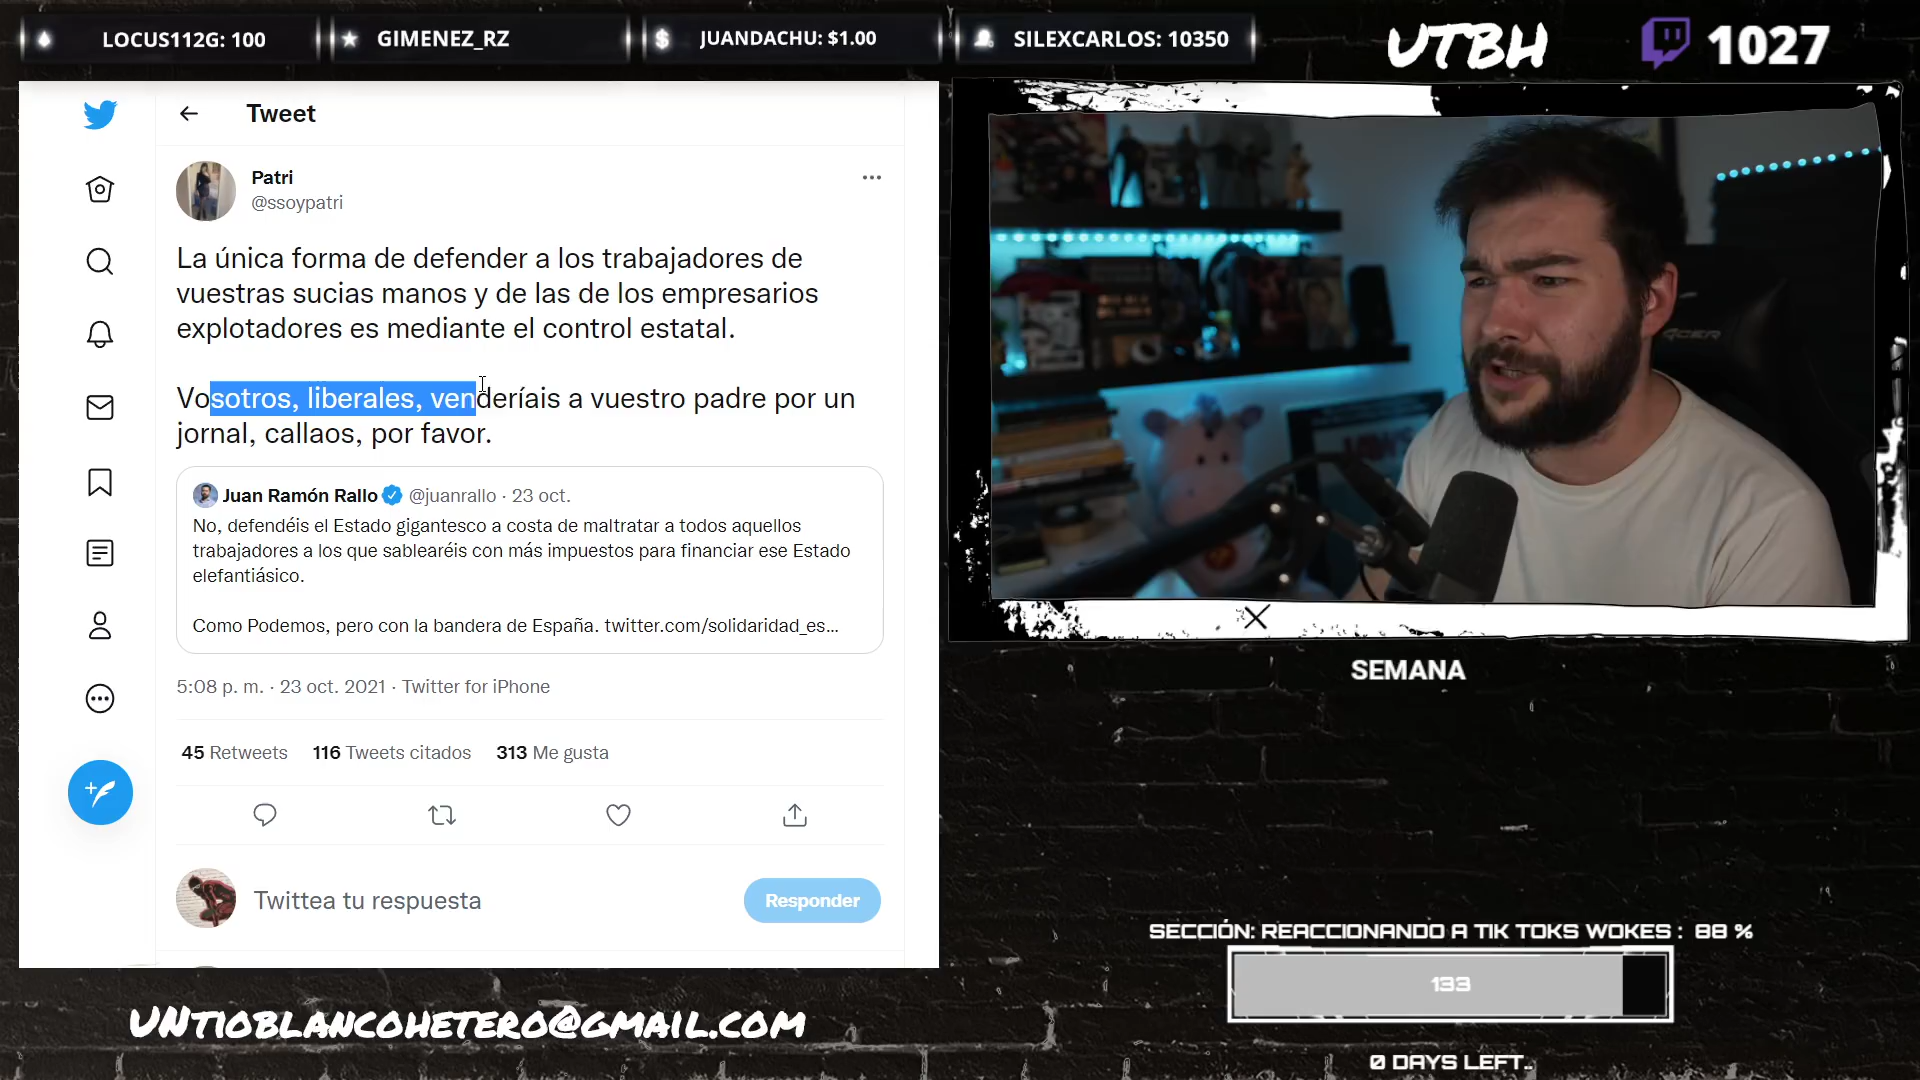 LOCUS112G: 100
GIMENEZ_RZ
JUANDACHU: $1.00
SILEXCARLOS: 10350
UTBH
1027
Tweet
Patri
@ssoypatri
La única forma de defender a los trabajadores de
vuestras sucias manos y de las de los empresarios
explotadores es mediante el control estatal.
Vosotros, liberales, venderíais a vuestro padre por un
jornal, callaos, por favor.
Juan Ramón Rallo @juanrallo · 23 oct.
No, defendéis el Estado gigantesco a costa de maltratar a todos aquellos
trabajadores a los que sablearéis con más impuestos para financiar ese Estado
elefantiásico.
Como Podemos, pero con la bandera de España. twitter.com/solidaridad_es…
5:08 p. m. · 23 oct. 2021 · Twitter for iPhone
45 Retweets 116 Tweets citados 313 Me gusta
Twittea tu respuesta
Responder
SEMANA
SECCIÓN: REACCIONANDO A TIK TOKS WOKES : 88 %
133
0 DAYS LEFT..
UNTIOBLANCOHETERO@GMAIL.COM